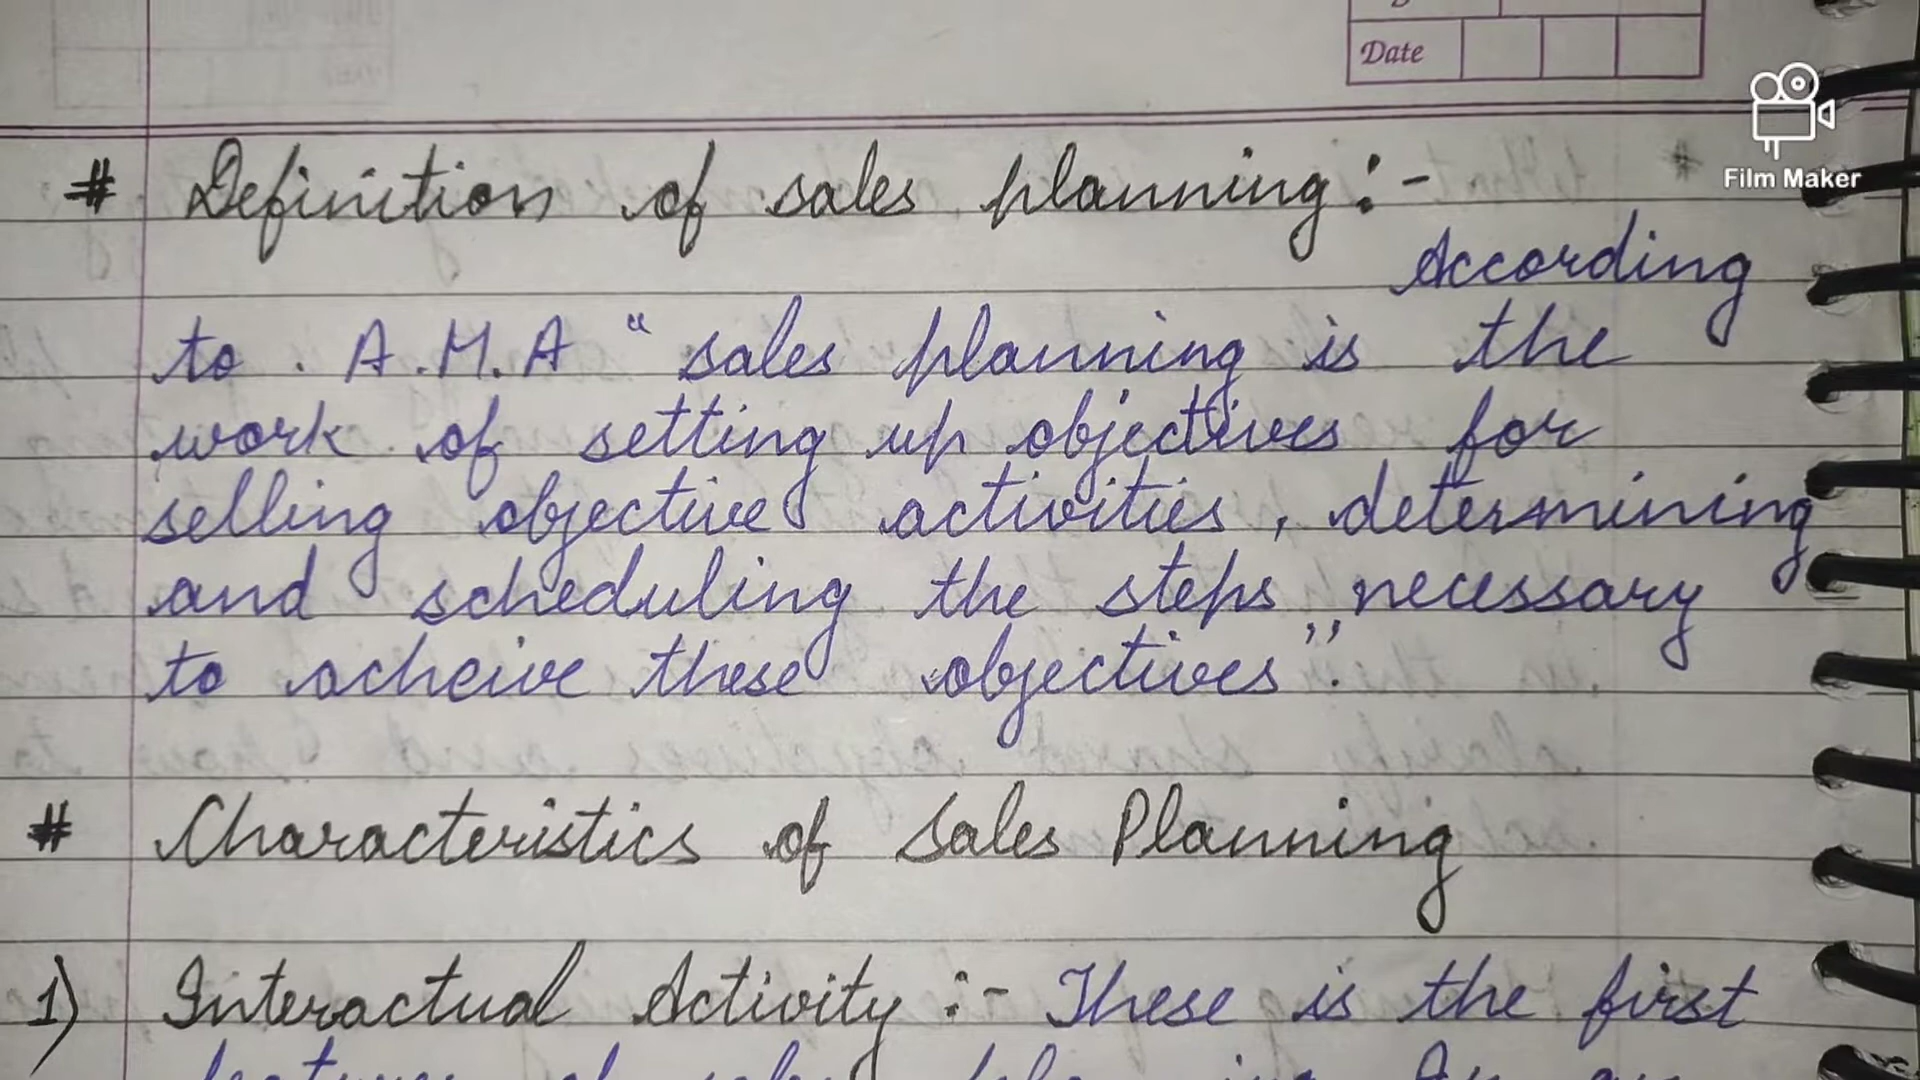 Date
Film Maker
# Definition of sales planning :-
According
to . A.M.A " sales planning is the
work of setting up objectives for
selling objective activities , determining
and scheduling the steps necessary
to acheive these objectives".
# Characteristics of Sales Planning
1) Interactual Activity :- These is the first